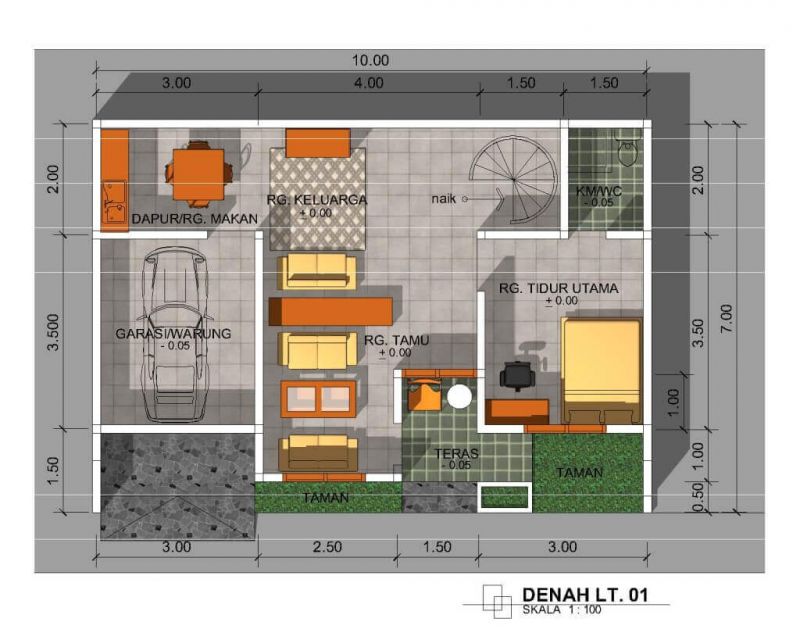 10.00
3.00 4.00 1.50 1.50
2.00
3.500
1.50
DAPUR/RG. MAKAN
RG. KELUARGA
± 0.00
naik
KM/WC
- 0.05
2.00
RG. TIDUR UTAMA
± 0.00
GARASI/WARUNG
- 0.05
RG. TAMU
± 0.00
3.50
7.00
1.00
TERAS
- 0.05
TAMAN
TAMAN
1.00
0.50
3.00 2.50 1.50 3.00
DENAH LT. 01
SKALA 1 : 100